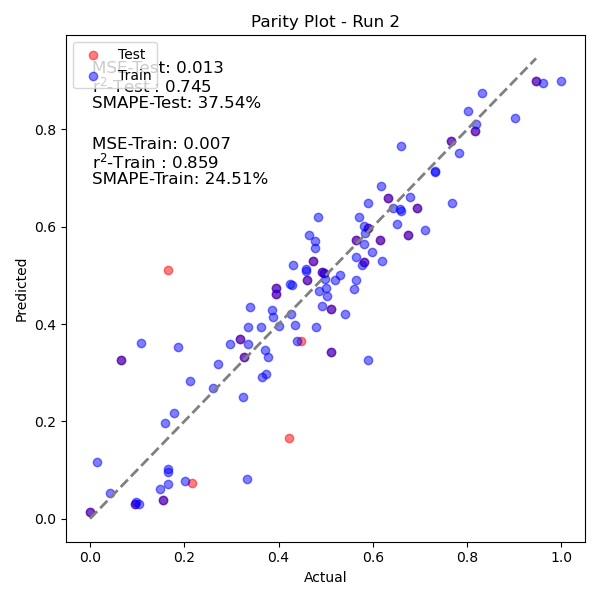 Parity Plot - Run 2
Test
Train
MSE-Test: 0.013
r²-Test : 0.745
SMAPE-Test: 37.54%
MSE-Train: 0.007
r²-Train : 0.859
SMAPE-Train: 24.51%
Predicted
0.8
0.6
0.4
0.2
0.0
0.0 0.2 0.4 0.6 0.8 1.0
Actual